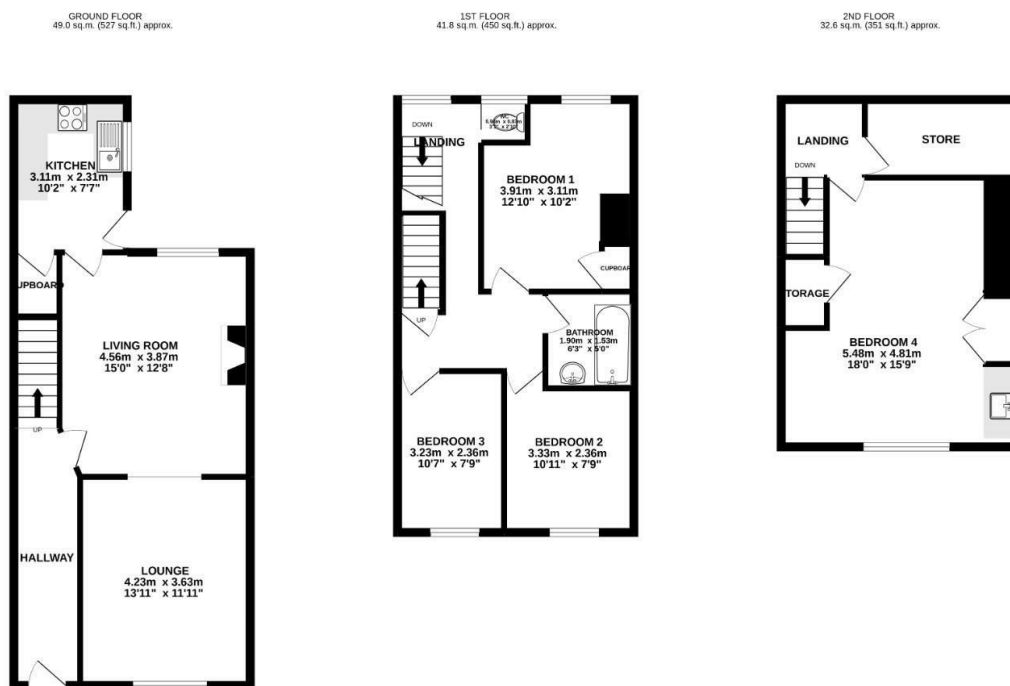 GROUND FLOOR
49.0 sq.m. (527 sq.ft.) approx.
KITCHEN
3.11m x 2.31m
10'2" x 7'7"
UPBOARD
LIVING ROOM
4.56m x 3.87m
15'0" x 12'8"
UP
HALLWAY
LOUNGE
4.23m x 3.63m
13'11" x 11'11"
1ST FLOOR
41.8 sq.m. (450 sq.ft.) approx.
DOWN
LANDING
WC
BEDROOM 1
3.91m x 3.11m
12'10" x 10'2"
CUPBOARD
UP
BATHROOM
1.90m x 1.53m
6'3" x 5'0"
BEDROOM 3
3.23m x 2.36m
10'7" x 7'9"
BEDROOM 2
3.33m x 2.36m
10'11" x 7'9"
2ND FLOOR
32.6 sq.m. (351 sq.ft.) approx.
LANDING
STORE
DOWN
TORAGE
BEDROOM 4
5.48m x 4.81m
18'0" x 15'9"